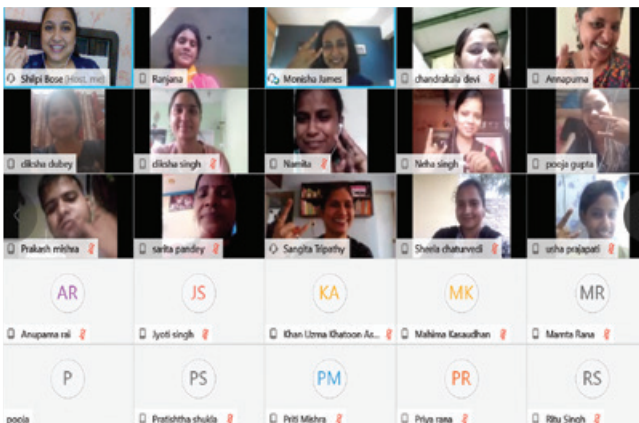 Shilpi Bose (Host, me)
Ranjana
Monisha James
chandrakala devi
Annapurna
diksha dubey
diksha singh
Namita
Neha singh
pooja gupta
Prakash mishra
sarita pandey
Sangita Tripathy
Sheela chaturvedi
usha prajapati
AR
JS
KA
MK
MR
Anupama rai
Jyoti singh
Khan Uzma Khatoon As...
Mahima Kasaudhan
Mamta Rana
P
PS
PM
PR
RS
pooja
Pratishtha shukla
Priti Mishra
Priya rana
Ritu Singh